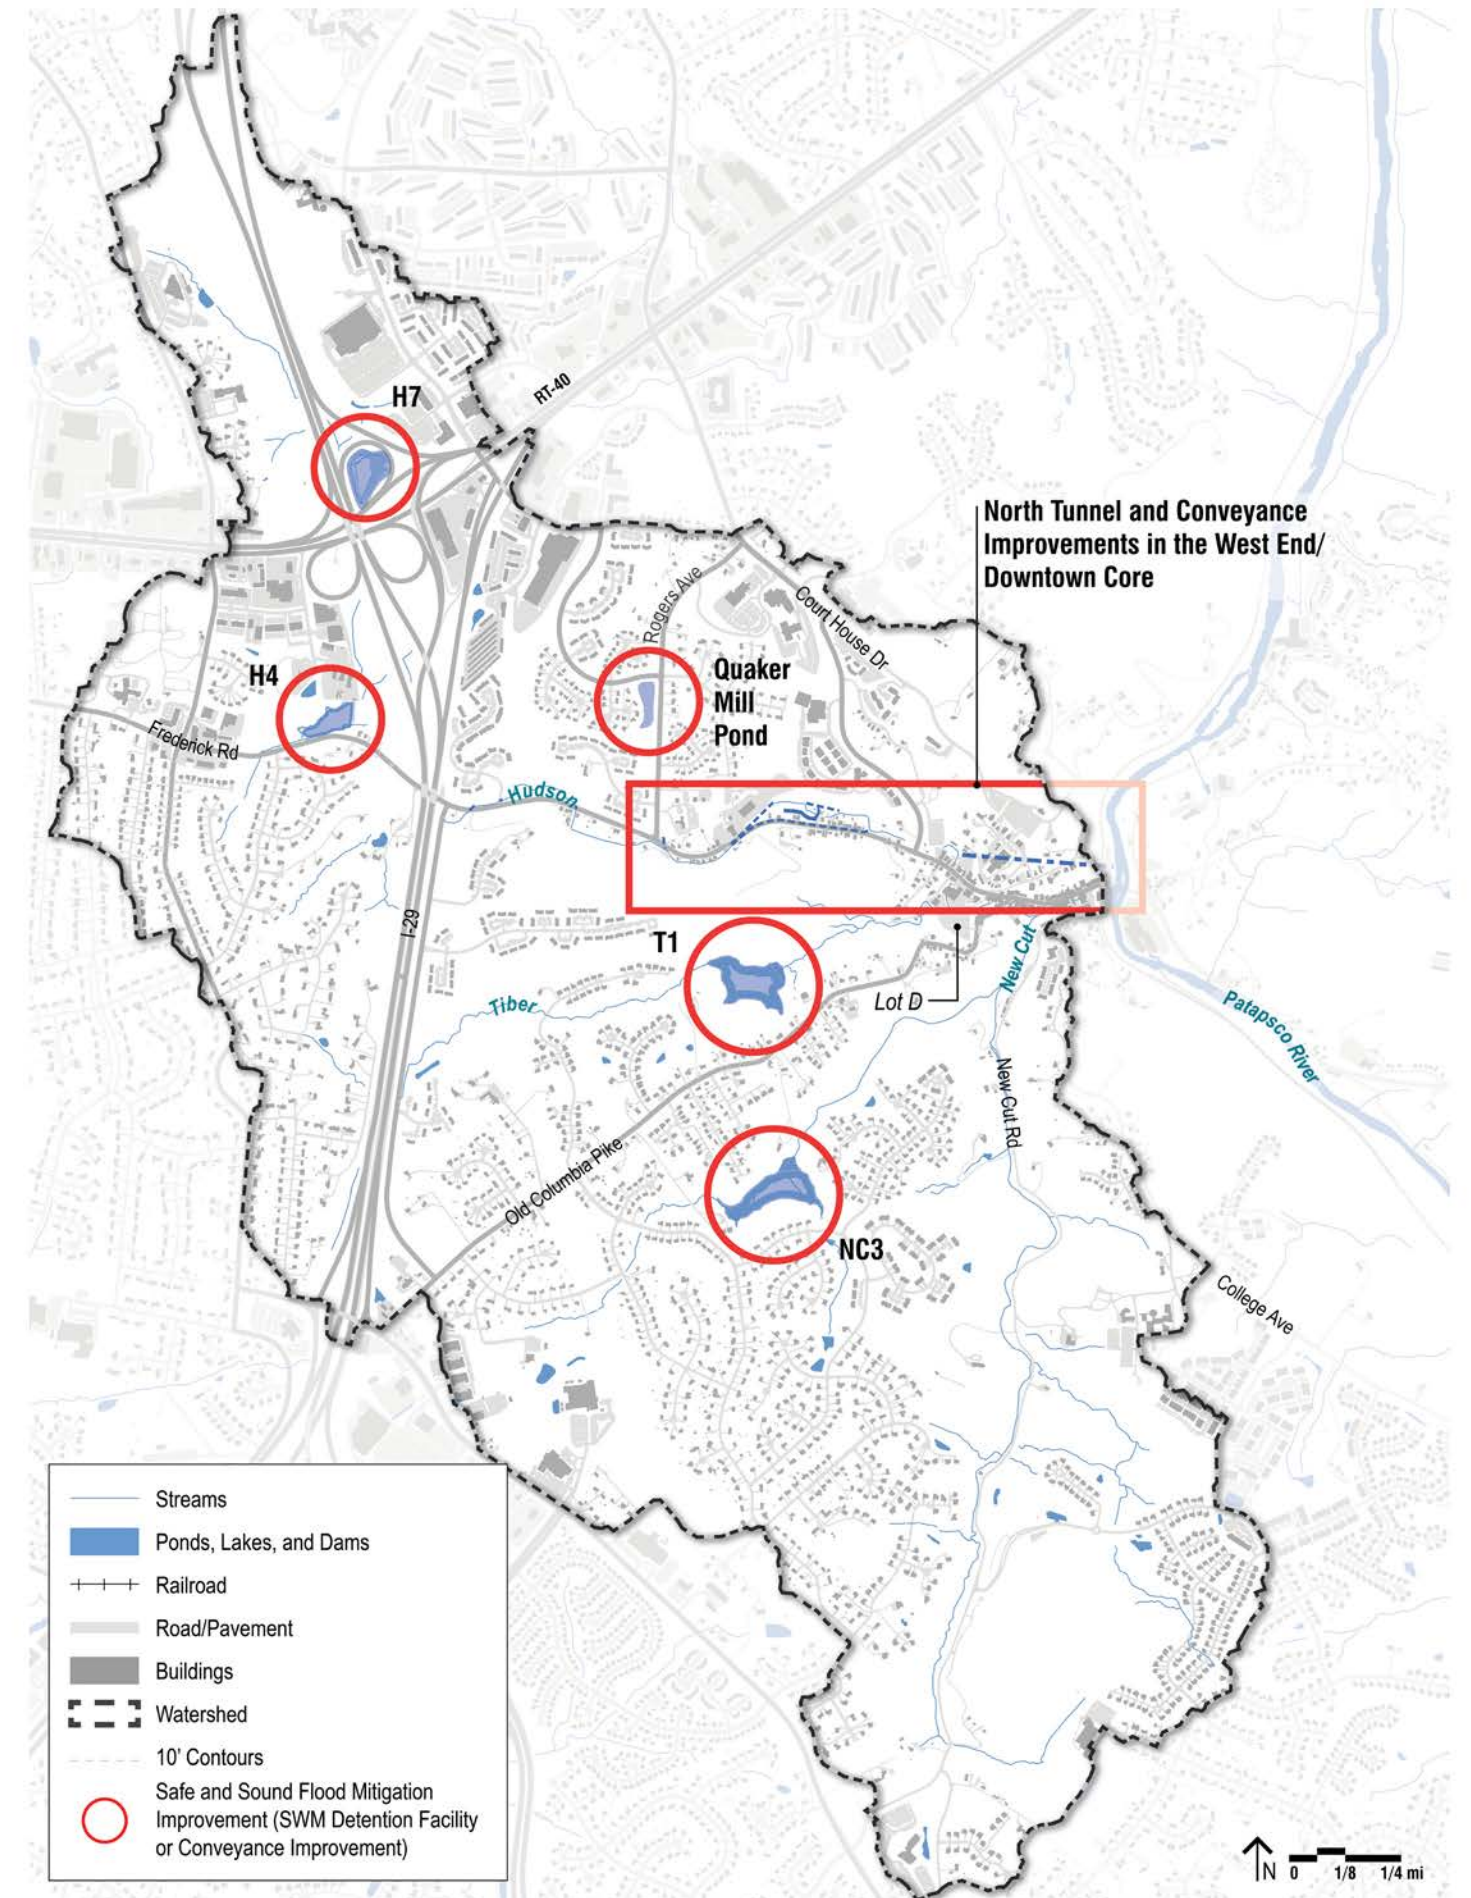 H7
RT-40
North Tunnel and Conveyance
Improvements in the West End/
Downtown Core
Rogers Ave
Court House Dr
H4
Quaker
Mill
Pond
Frederick Rd
Hudson
I-29
T1
New Cut
Lot D
Tiber
Patapsco River
New Cut Rd
Old Columbia Pike
NC3
College Ave
Streams
Ponds, Lakes, and Dams
Railroad
Road/Pavement
Buildings
Watershed
10' Contours
Safe and Sound Flood Mitigation
Improvement (SWM Detention Facility
or Conveyance Improvement)
N 0 1/8 1/4 mi